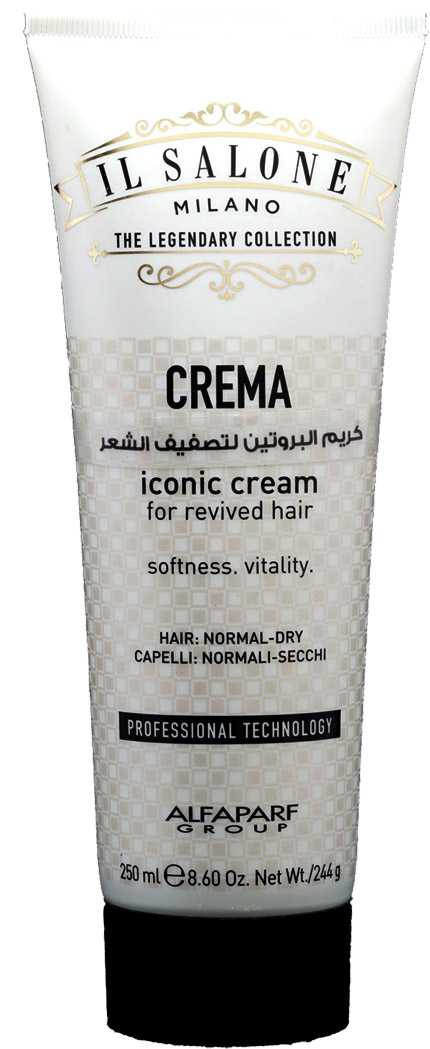 IL SALONE
MILANO
THE LEGENDARY COLLECTION
CREMA
كريم البروتين لتصفيف الشعر
iconic cream
for revived hair
softness. vitality.
HAIR: NORMAL-DRY
CAPELLI: NORMALI-SECCHI
PROFESSIONAL TECHNOLOGY
ALFAPARF
GROUP
250 ml ℮ 8.60 Oz. Net Wt./244 g